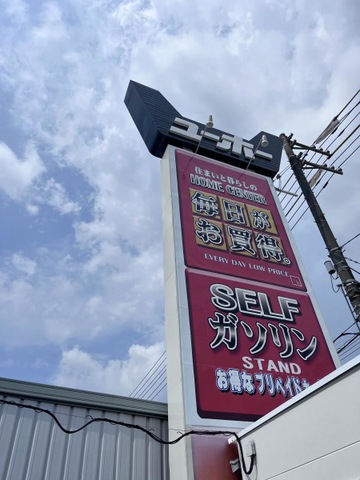 ユーホー
住まいと暮らしの
HOME CENTER
毎日が
お買得。
EVERY DAY LOW PRICE
SELF
ガソリン
STAND
お得なプリペイドカ